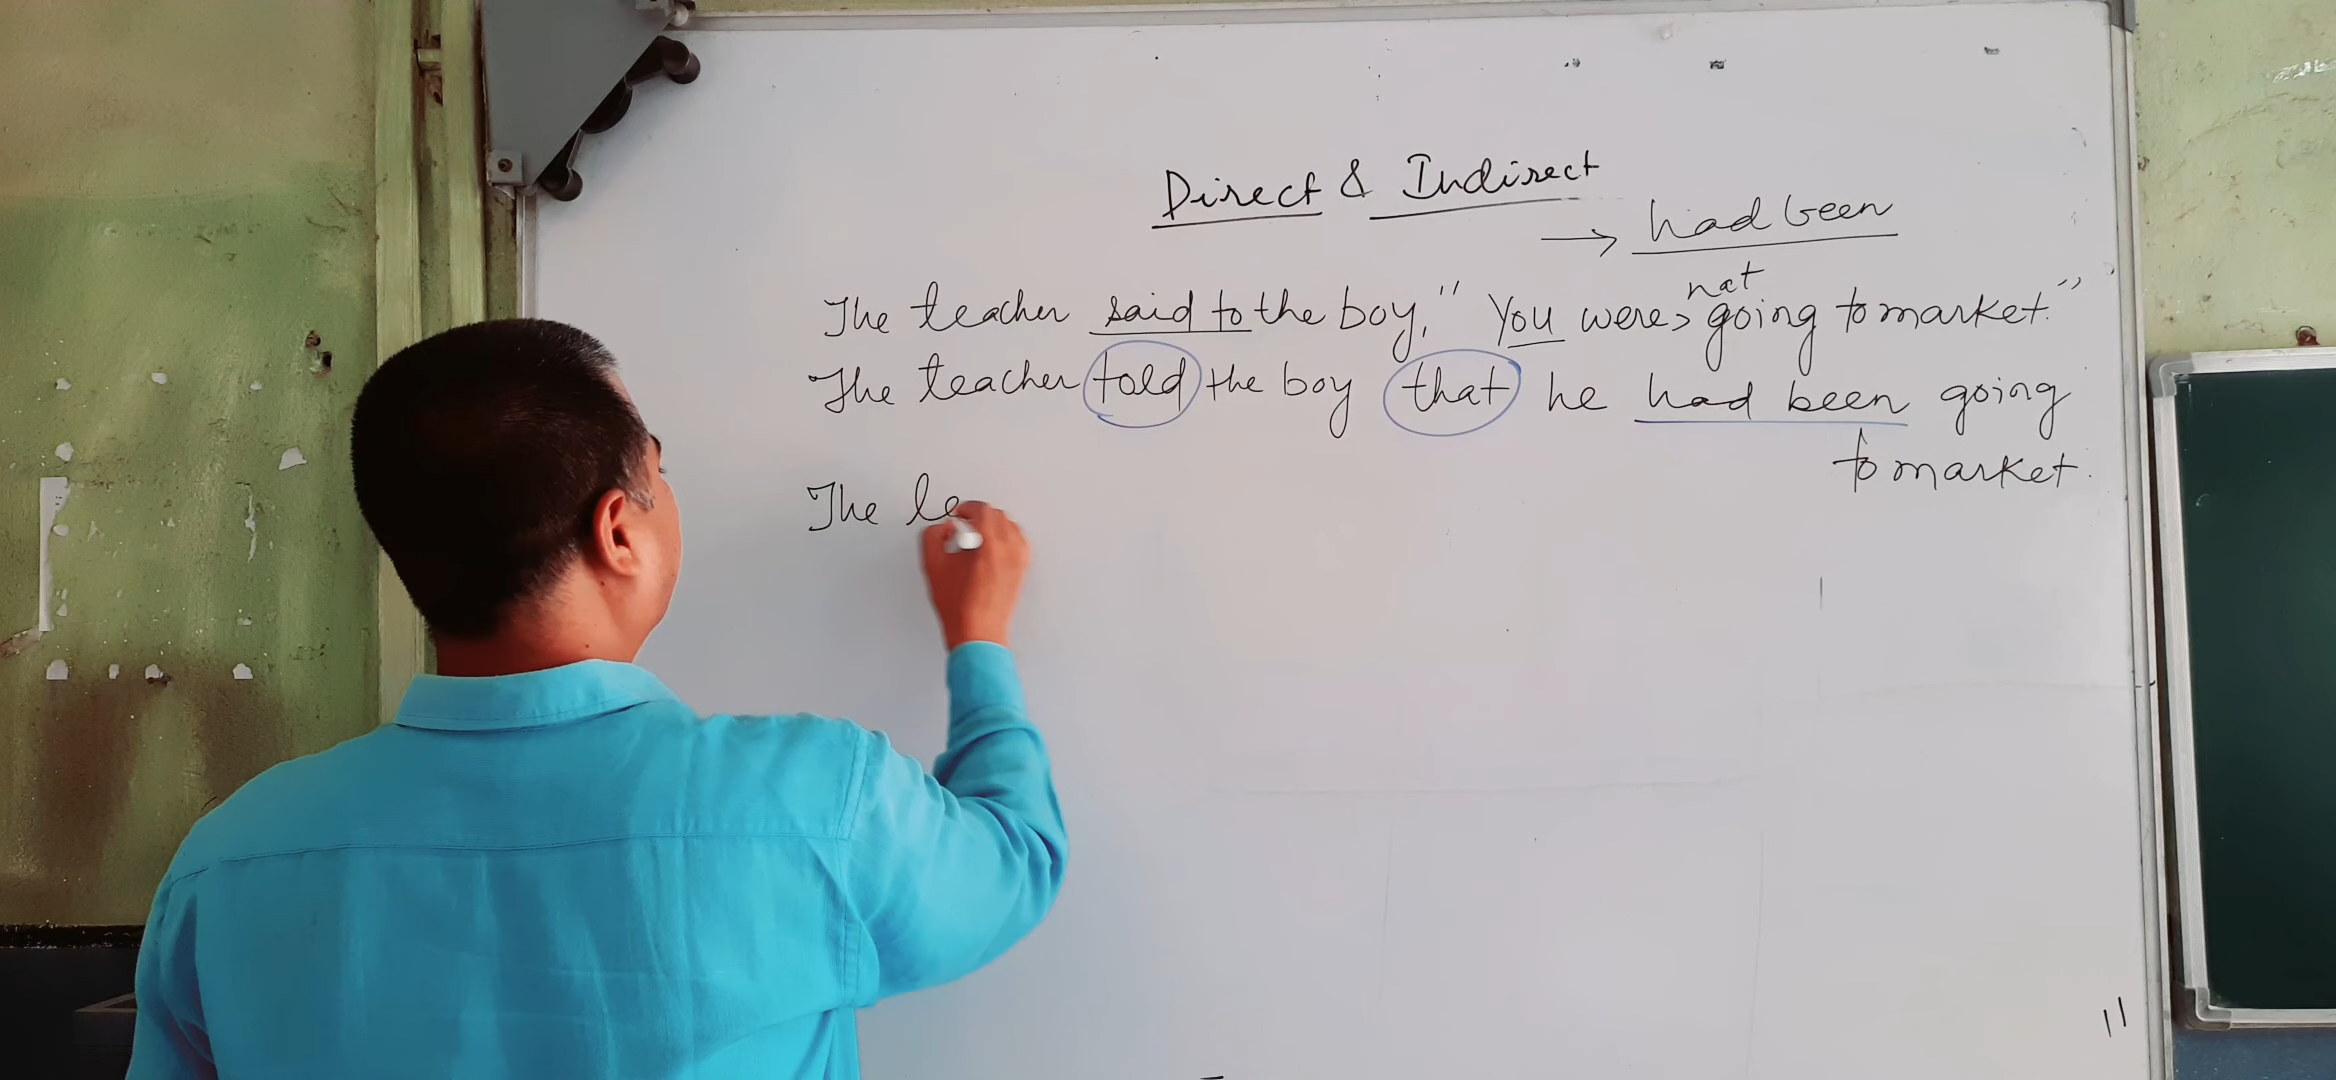 Direct & Indirect
→ had been
not
The teacher said to the boy, " You were > going to market."
The teacher told the boy that he had been going
to market.
The le